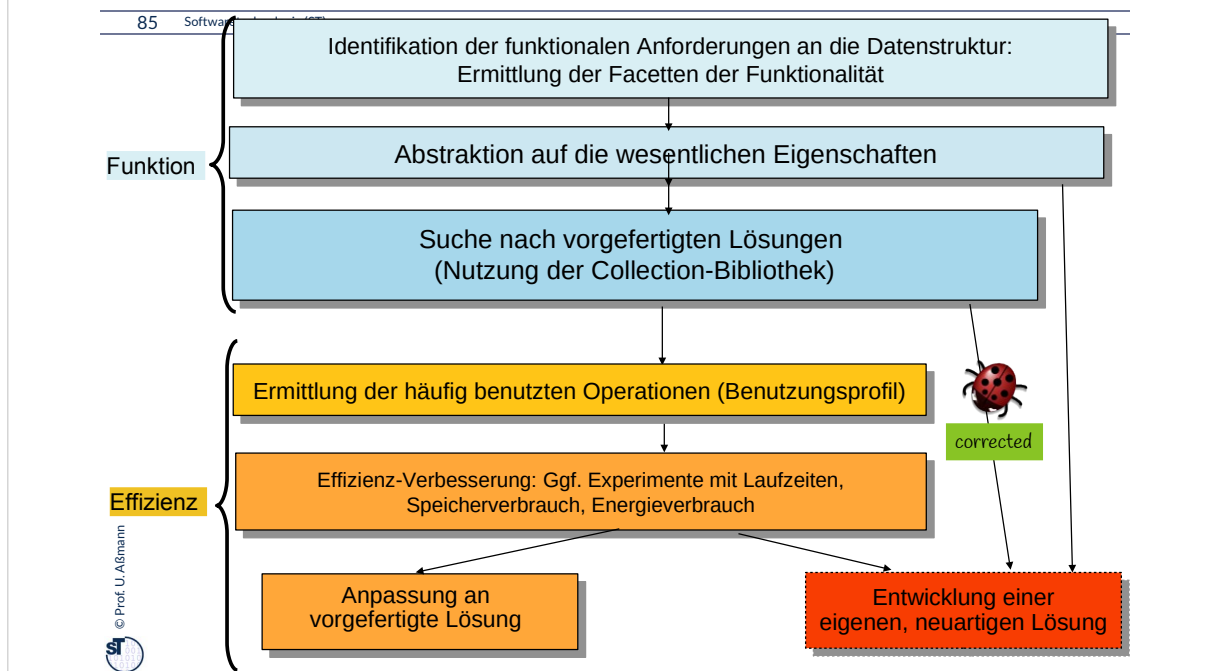 85
Identifikation der funktionalen Anforderungen an die Datenstruktur:
Ermittlung der Facetten der Funktionalität
Funktion
Abstraktion auf die wesentlichen Eigenschaften
Suche nach vorgefertigten Lösungen
(Nutzung der Collection-Bibliothek)
Ermittlung der häufig benutzten Operationen (Benutzungsprofil)
corrected
Effizienz
Effizienz-Verbesserung: Ggf. Experimente mit Laufzeiten,
Speicherverbrauch, Energieverbrauch
Anpassung an
vorgefertigte Lösung
Entwicklung einer
eigenen, neuartigen Lösung
© Prof. U. Aßmann
ST